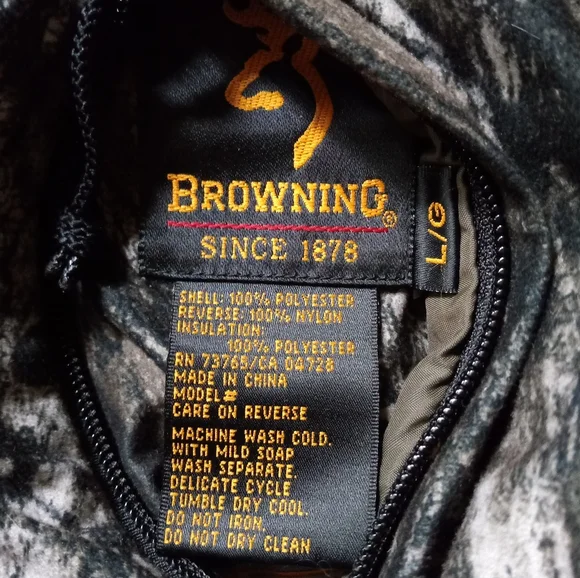 BROWNING®
SINCE 1878
L/G
SHELL: 100% POLYESTER
REVERSE: 100% NYLON
INSULATION:
100% POLYESTER
RN 73765/CA 04728
MADE IN CHINA
MODEL#
CARE ON REVERSE
MACHINE WASH COLD.
WITH MILD SOAP
WASH SEPARATE.
DELICATE CYCLE
TUMBLE DRY COOL.
DO NOT IRON.
DO NOT DRY CLEAN